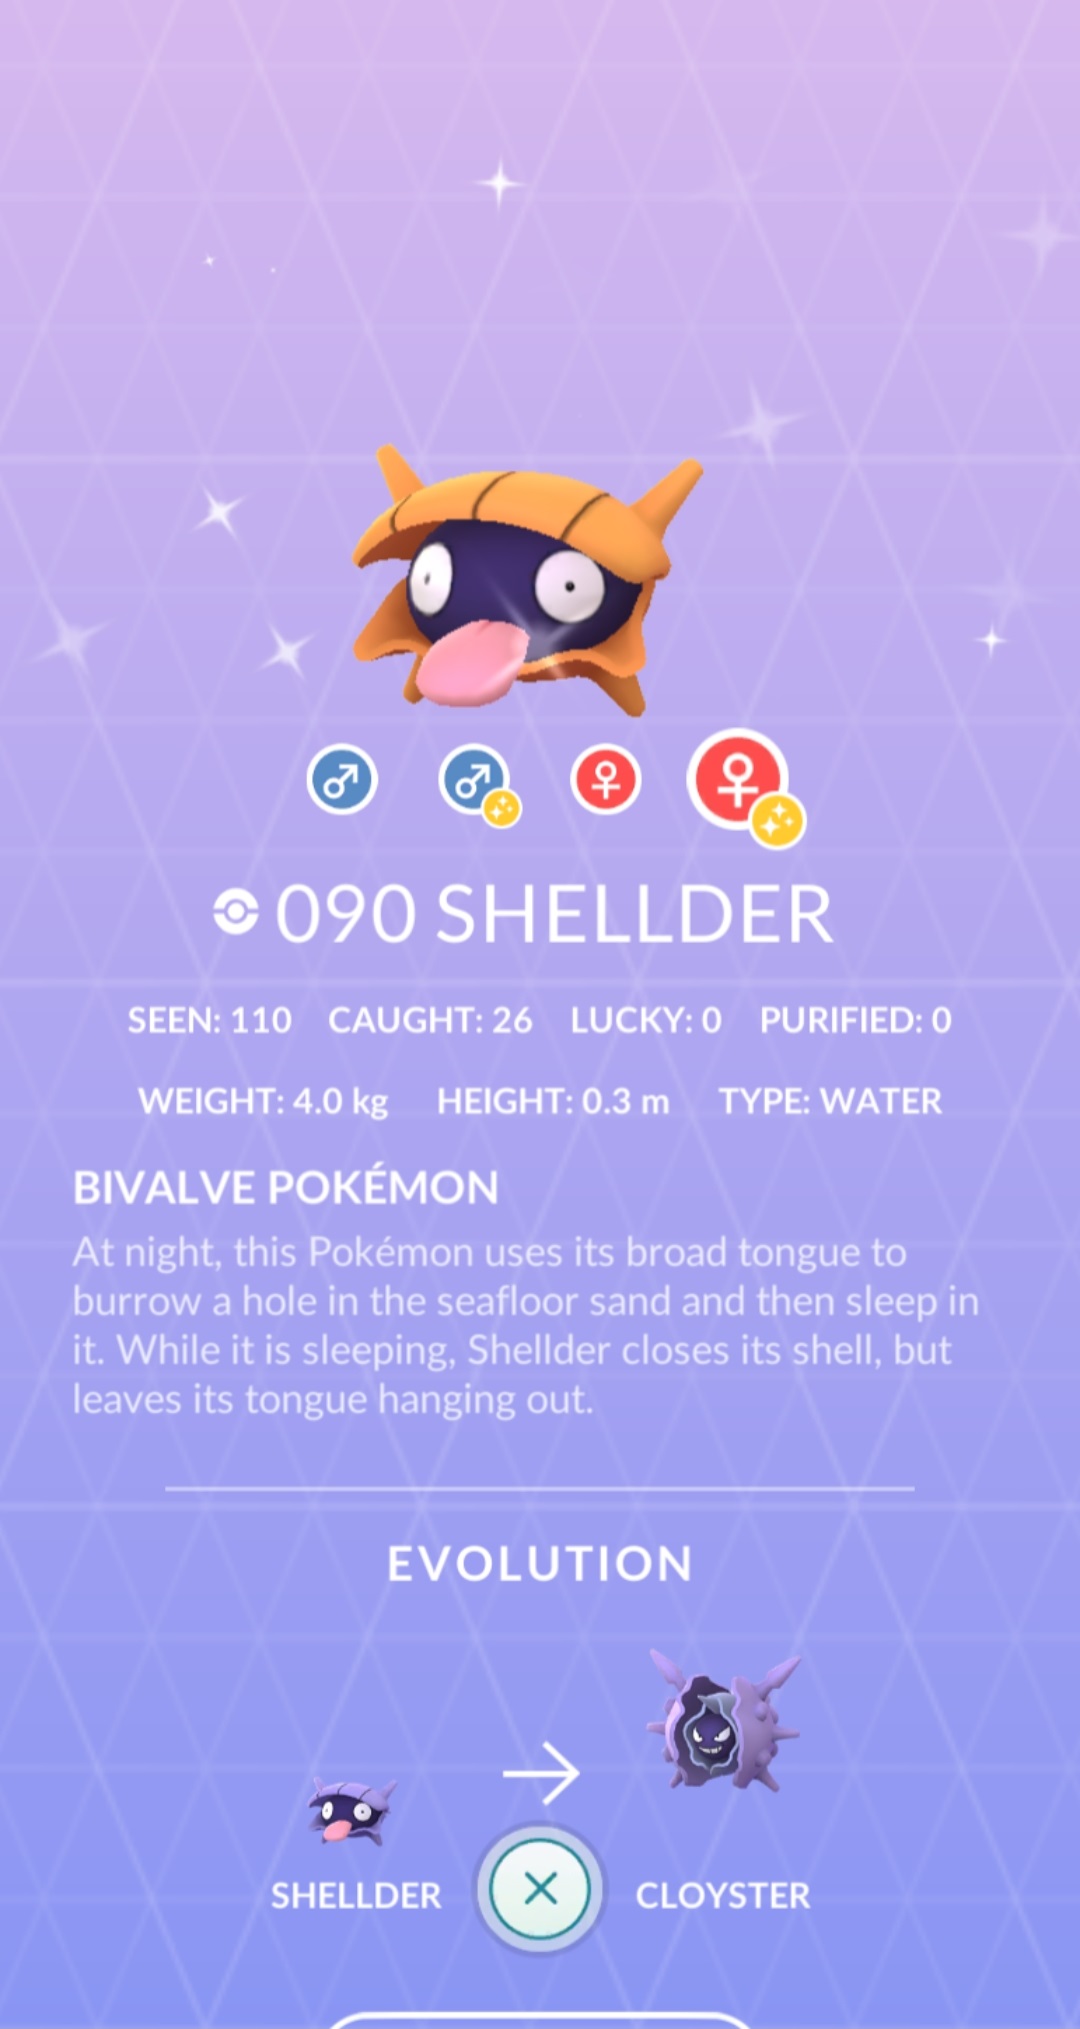 090 SHELLDER
SEEN: 110 CAUGHT: 26 LUCKY: 0 PURIFIED: 0
WEIGHT: 4.0 kg HEIGHT: 0.3 m TYPE: WATER
BIVALVE POKÉMON
At night, this Pokémon uses its broad tongue to
burrow a hole in the seafloor sand and then sleep in
it. While it is sleeping, Shellder closes its shell, but
leaves its tongue hanging out.
EVOLUTION
SHELLDER CLOYSTER